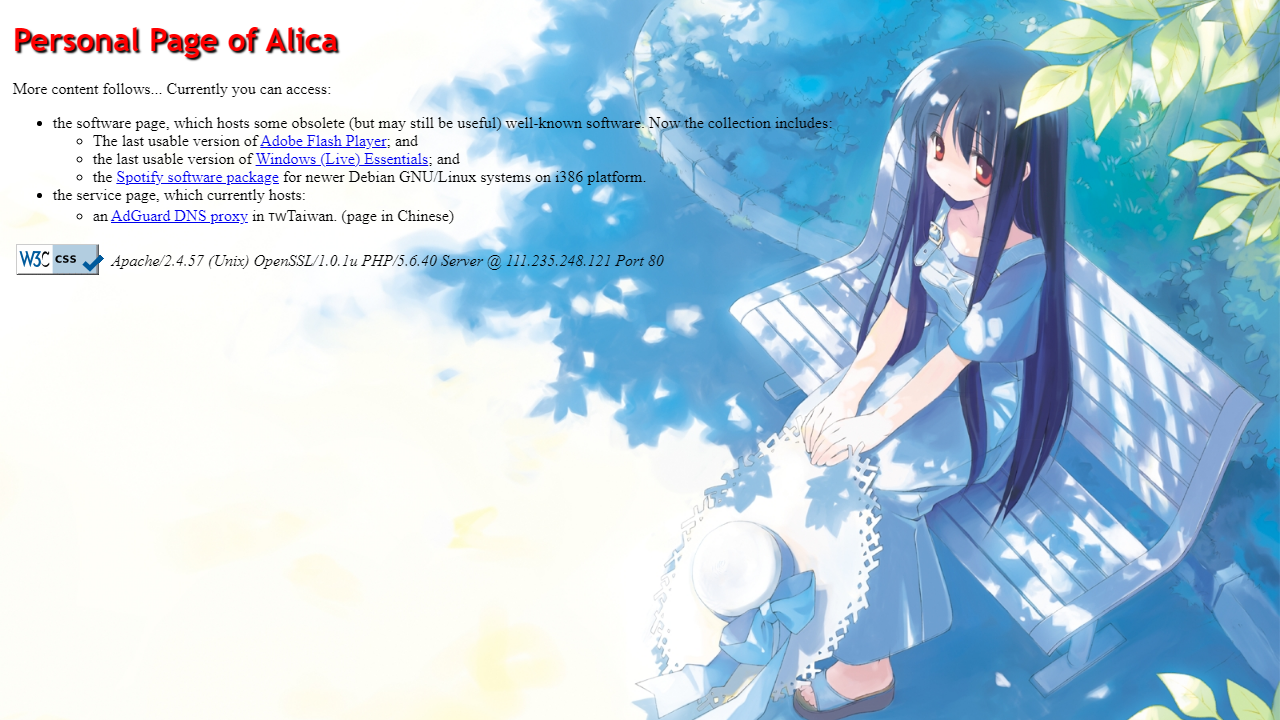 Personal Page of Alica
More content follows... Currently you can access:
the software page, which hosts some obsolete (but may still be useful) well-known software. Now the collection includes:
The last usable version of Adobe Flash Player; and
the last usable version of Windows (Live) Essentials; and
the Spotify software package for newer Debian GNU/Linux systems on i386 platform.
the service page, which currently hosts:
an AdGuard DNS proxy in TWTaiwan. (page in Chinese)
W3C css Apache/2.4.57 (Unix) OpenSSL/1.0.1u PHP/5.6.40 Server @ 111.235.248.121 Port 80